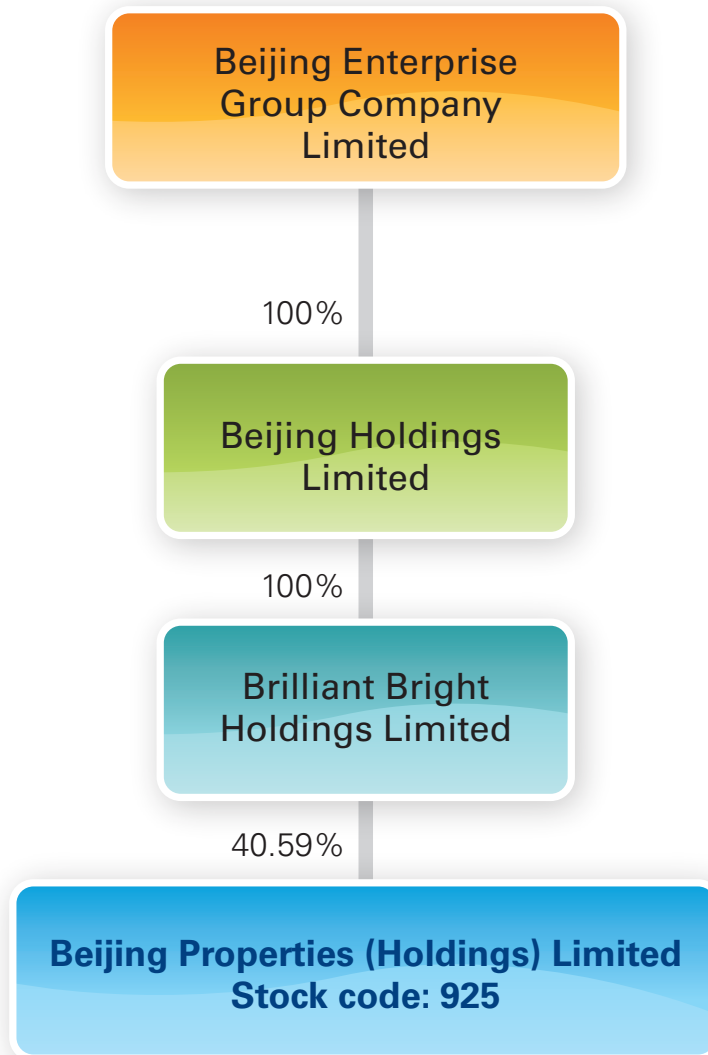 Beijing Enterprise
Group Company
Limited
100%
Beijing Holdings
Limited
100%
Brilliant Bright
Holdings Limited
40.59%
Beijing Properties (Holdings) Limited
Stock code: 925